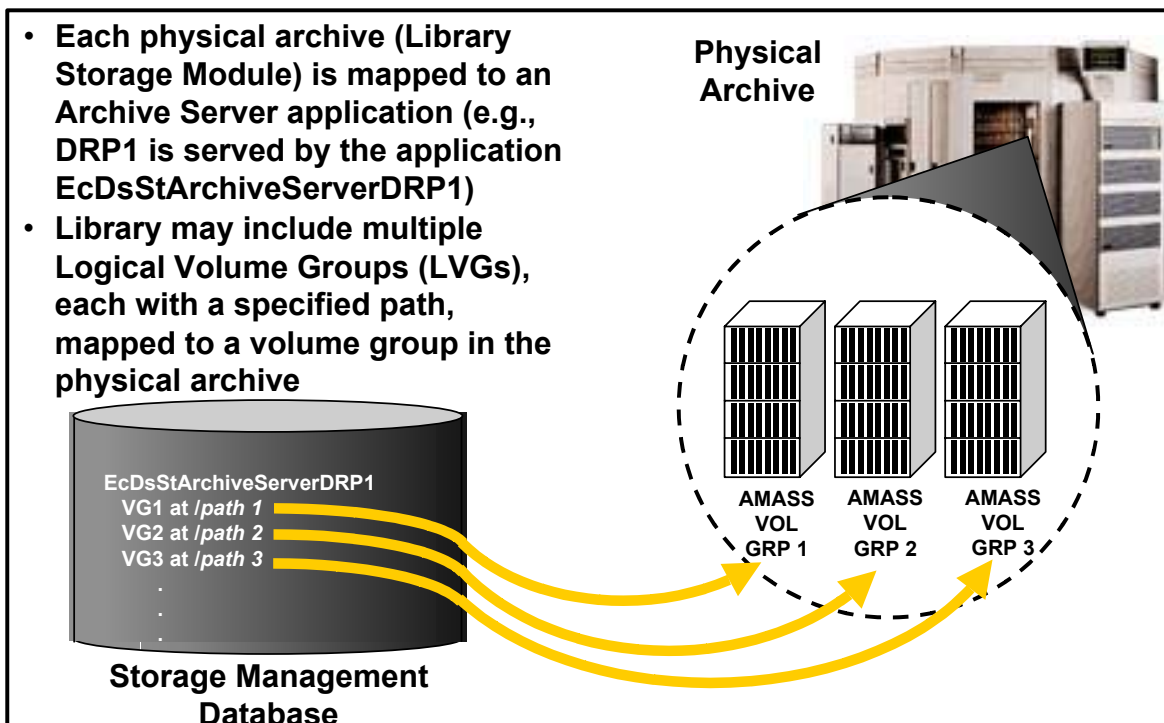 • Each physical archive (Library
Storage Module) is mapped to an
Archive Server application (e.g.,
DRP1 is served by the application
EcDsStArchiveServerDRP1)
• Library may include multiple
Logical Volume Groups (LVGs),
each with a specified path,
mapped to a volume group in the
physical archive
Physical
Archive
EcDsStArchiveServerDRP1
VG1 at /path 1
VG2 at /path 2
VG3 at /path 3
.
.
.
AMASS
VOL
GRP 1
AMASS
VOL
GRP 2
AMASS
VOL
GRP 3
Storage Management
Database